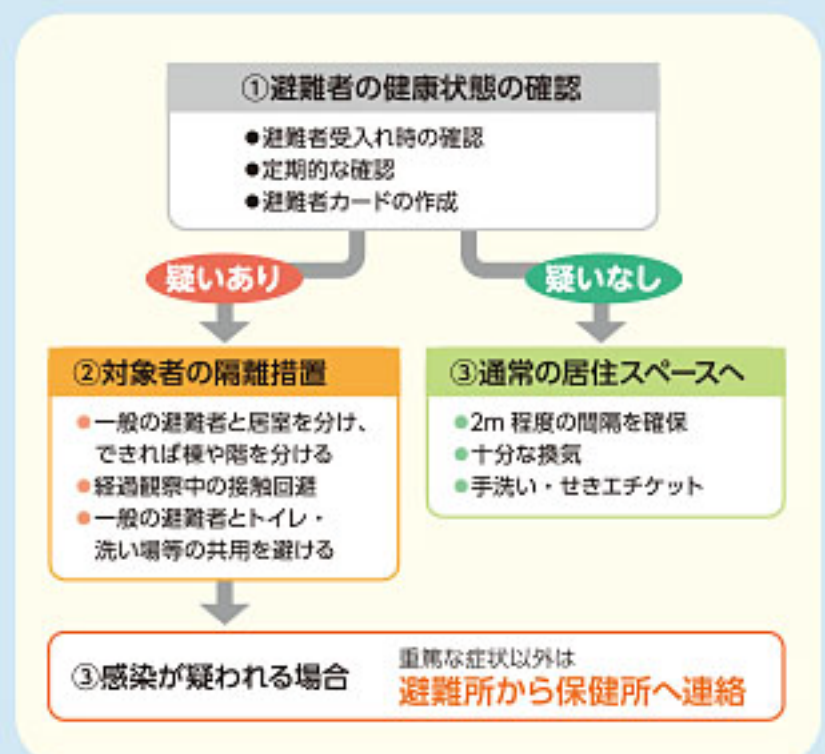 ①避難者の健康状態の確認
●避難者受入れ時の確認
●定期的な確認
●避難者カードの作成
疑いあり
疑いなし
②対象者の隔離措置
●一般の避難者と居室を分け、
できれば棟や階を分ける
●経過観察中の接触回避
●一般の避難者とトイレ・
洗い場等の共用を避ける
③通常の居住スペースへ
●2m 程度の間隔を確保
●十分な換気
●手洗い・せきエチケット
③感染が疑われる場合
重篤な症状以外は
避難所から保健所へ連絡